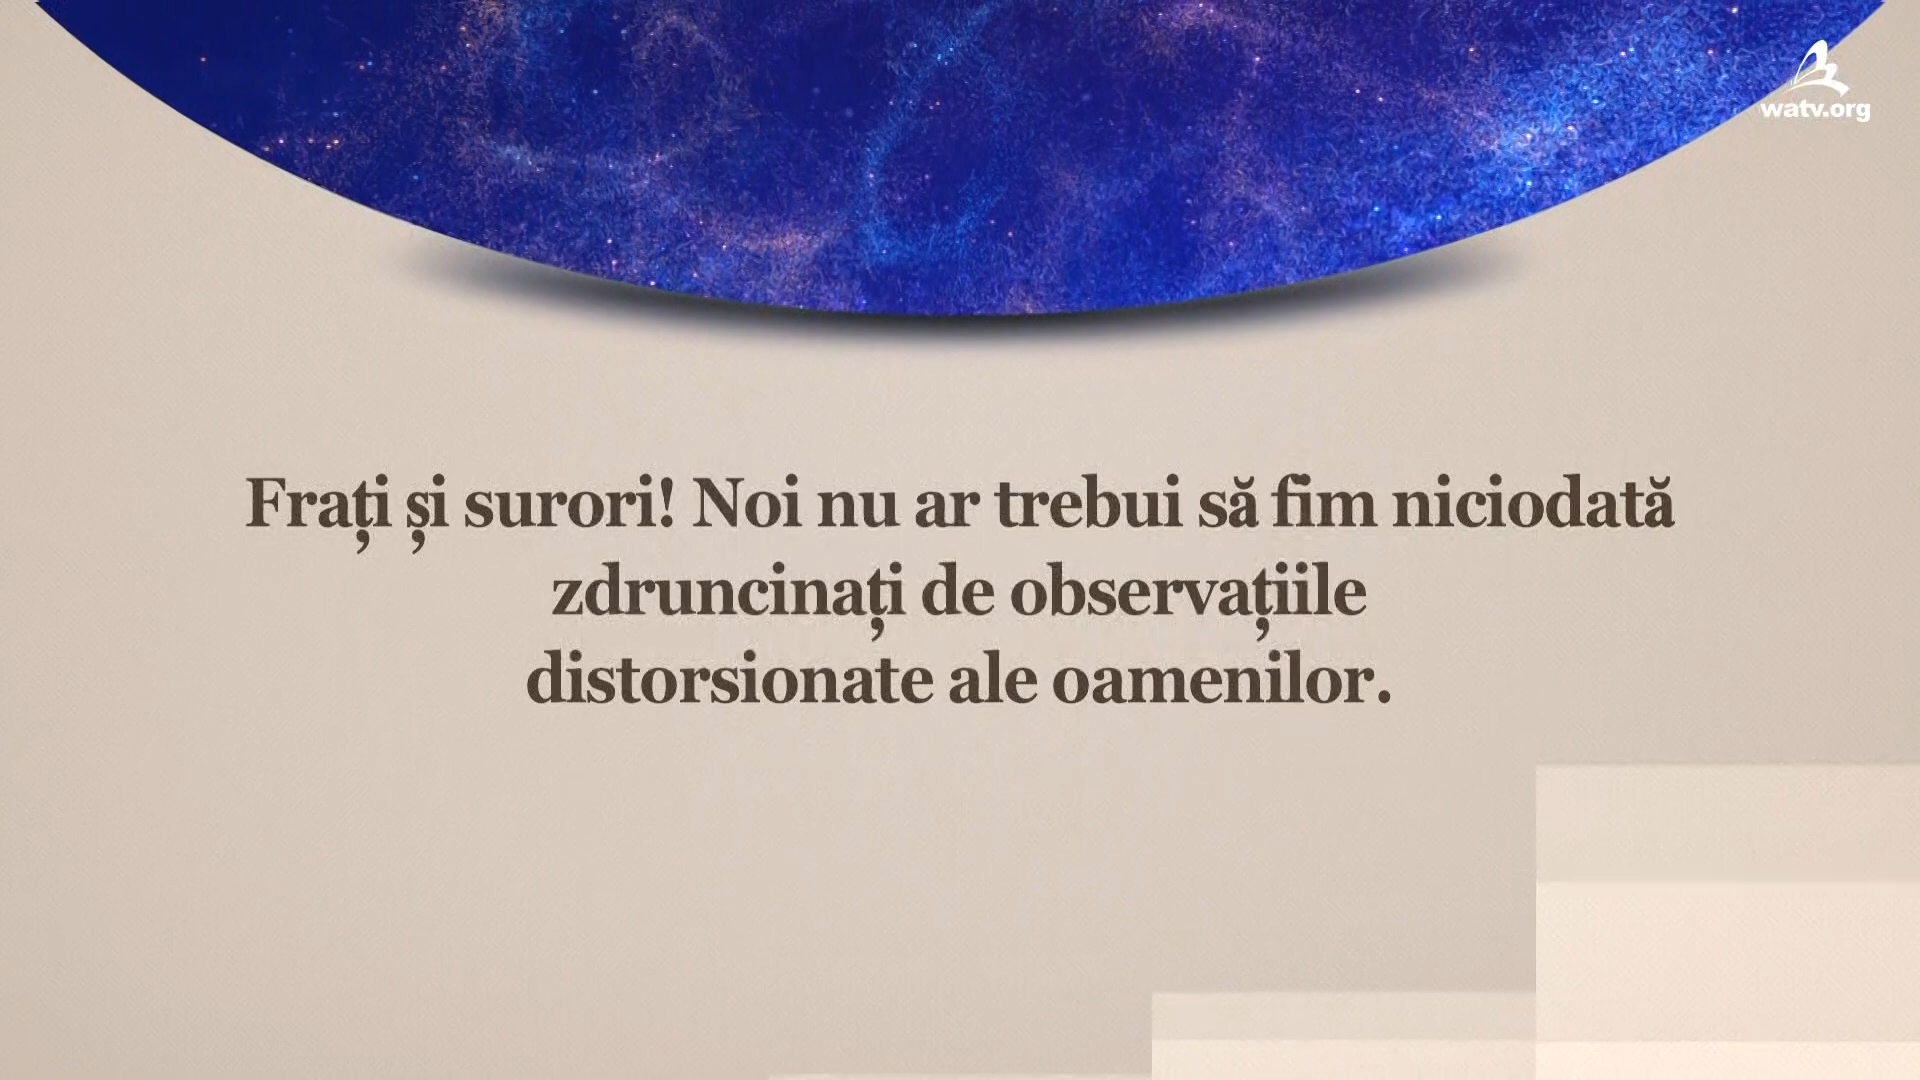 watv.org
Frați și surori! Noi nu ar trebui să fim niciodată
zdruncinați de observațiile
distorsionate ale oamenilor.